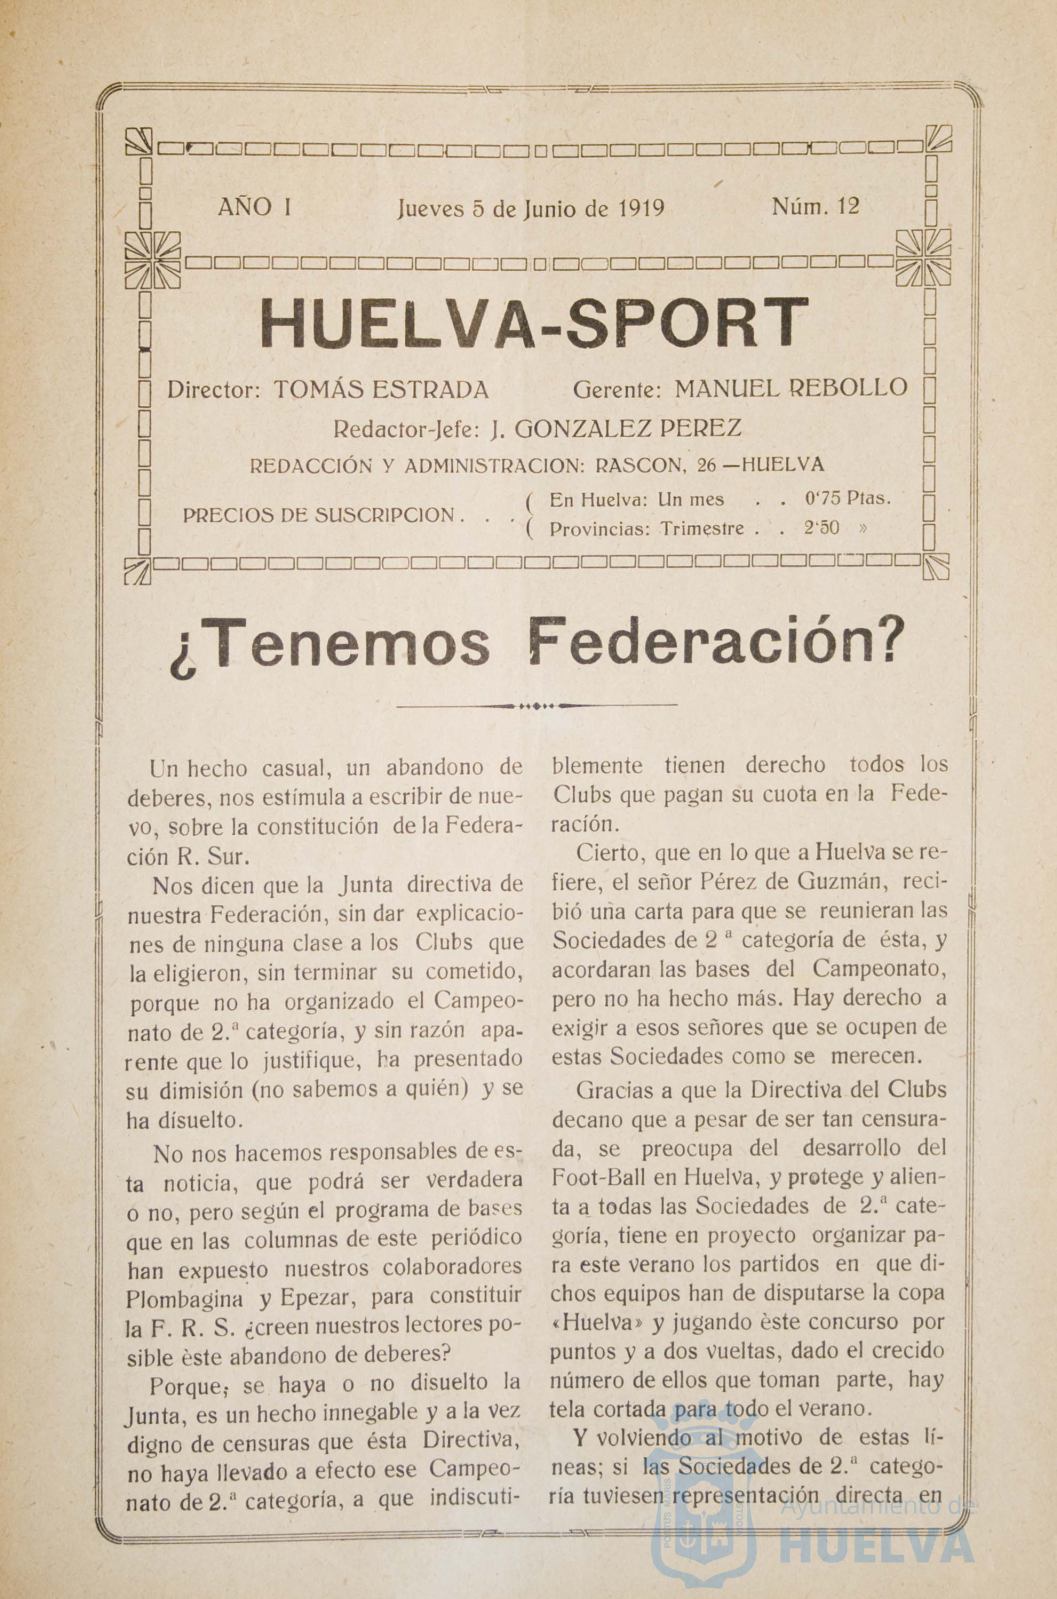 AÑO I Jueves 5 de Junio de 1919 Núm. 12
HUELVA-SPORT
Director: TOMÁS ESTRADA Gerente: MANUEL REBOLLO
Redactor-Jefe: J. GONZALEZ PEREZ
REDACCIÓN Y ADMINISTRACION: RASCON, 26 —HUELVA
PRECIOS DE SUSCRIPCION . . .
( En Huelva: Un mes . . 0'75 Ptas.
( Provincias: Trimestre . . 2'50 »
¿Tenemos Federación?
Un hecho casual, un abandono de
deberes, nos estímula a escribir de nue-
vo, sobre la constitución de la Federa-
ción R. Sur.
Nos dicen que la Junta directiva de
nuestra Federación, sin dar explicacio-
nes de ninguna clase a los Clubs que
la eligieron, sin terminar su cometido,
porque no ha organizado el Campeo-
nato de 2.ª categoría, y sin razón apa-
rente que lo justifique, ha presentado
su dimisión (no sabemos a quién) y se
ha dísuelto.
No nos hacemos responsables de es-
ta noticia, que podrá ser verdadera
o no, pero según el programa de bases
que en las columnas de este periódico
han expuesto nuestros colaboradores
Plombagina y Epezar, para constituir
la F. R. S. ¿creen nuestros lectores po-
sible èste abandono de deberes?
Porque, se haya o no disuelto la
Junta, es un hecho innegable y a la vez
digno de censuras que ésta Directiva,
no haya llevado a efecto ese Campeo-
nato de 2.ª categoría, a que indiscuti-
blemente tienen derecho todos los
Clubs que pagan su cuota en la Fede-
racíón.
Cierto, que en lo que a Huelva se re-
fiere, el señor Pérez de Guzmán, reci-
bió una carta para que se reunieran las
Sociedades de 2 ª categoría de ésta, y
acordaran las bases del Campeonato,
pero no ha hecho más. Hay derecho a
exigir a esos señores que se ocupen de
estas Sociedades como se merecen.
Gracias a que la Directiva del Clubs
decano que a pesar de ser tan censura-
da, se preocupa del desarrollo del
Foot-Ball en Huelva, y protege y alien-
ta a todas las Sociedades de 2.ª cate-
goría, tiene en proyecto organizar pa-
ra este verano los partidos en que di-
chos equipos han de disputarse la copa
«Huelva» y jugando èste concurso por
puntos y a dos vueltas, dado el crecido
número de ellos que toman parte, hay
tela cortada para todo el verano.
Y volviendo al motivo de estas lí-
neas; si las Sociedades de 2.ª catego-
ría tuviesen representación directa en
Ayuntamiento de
HUELVA